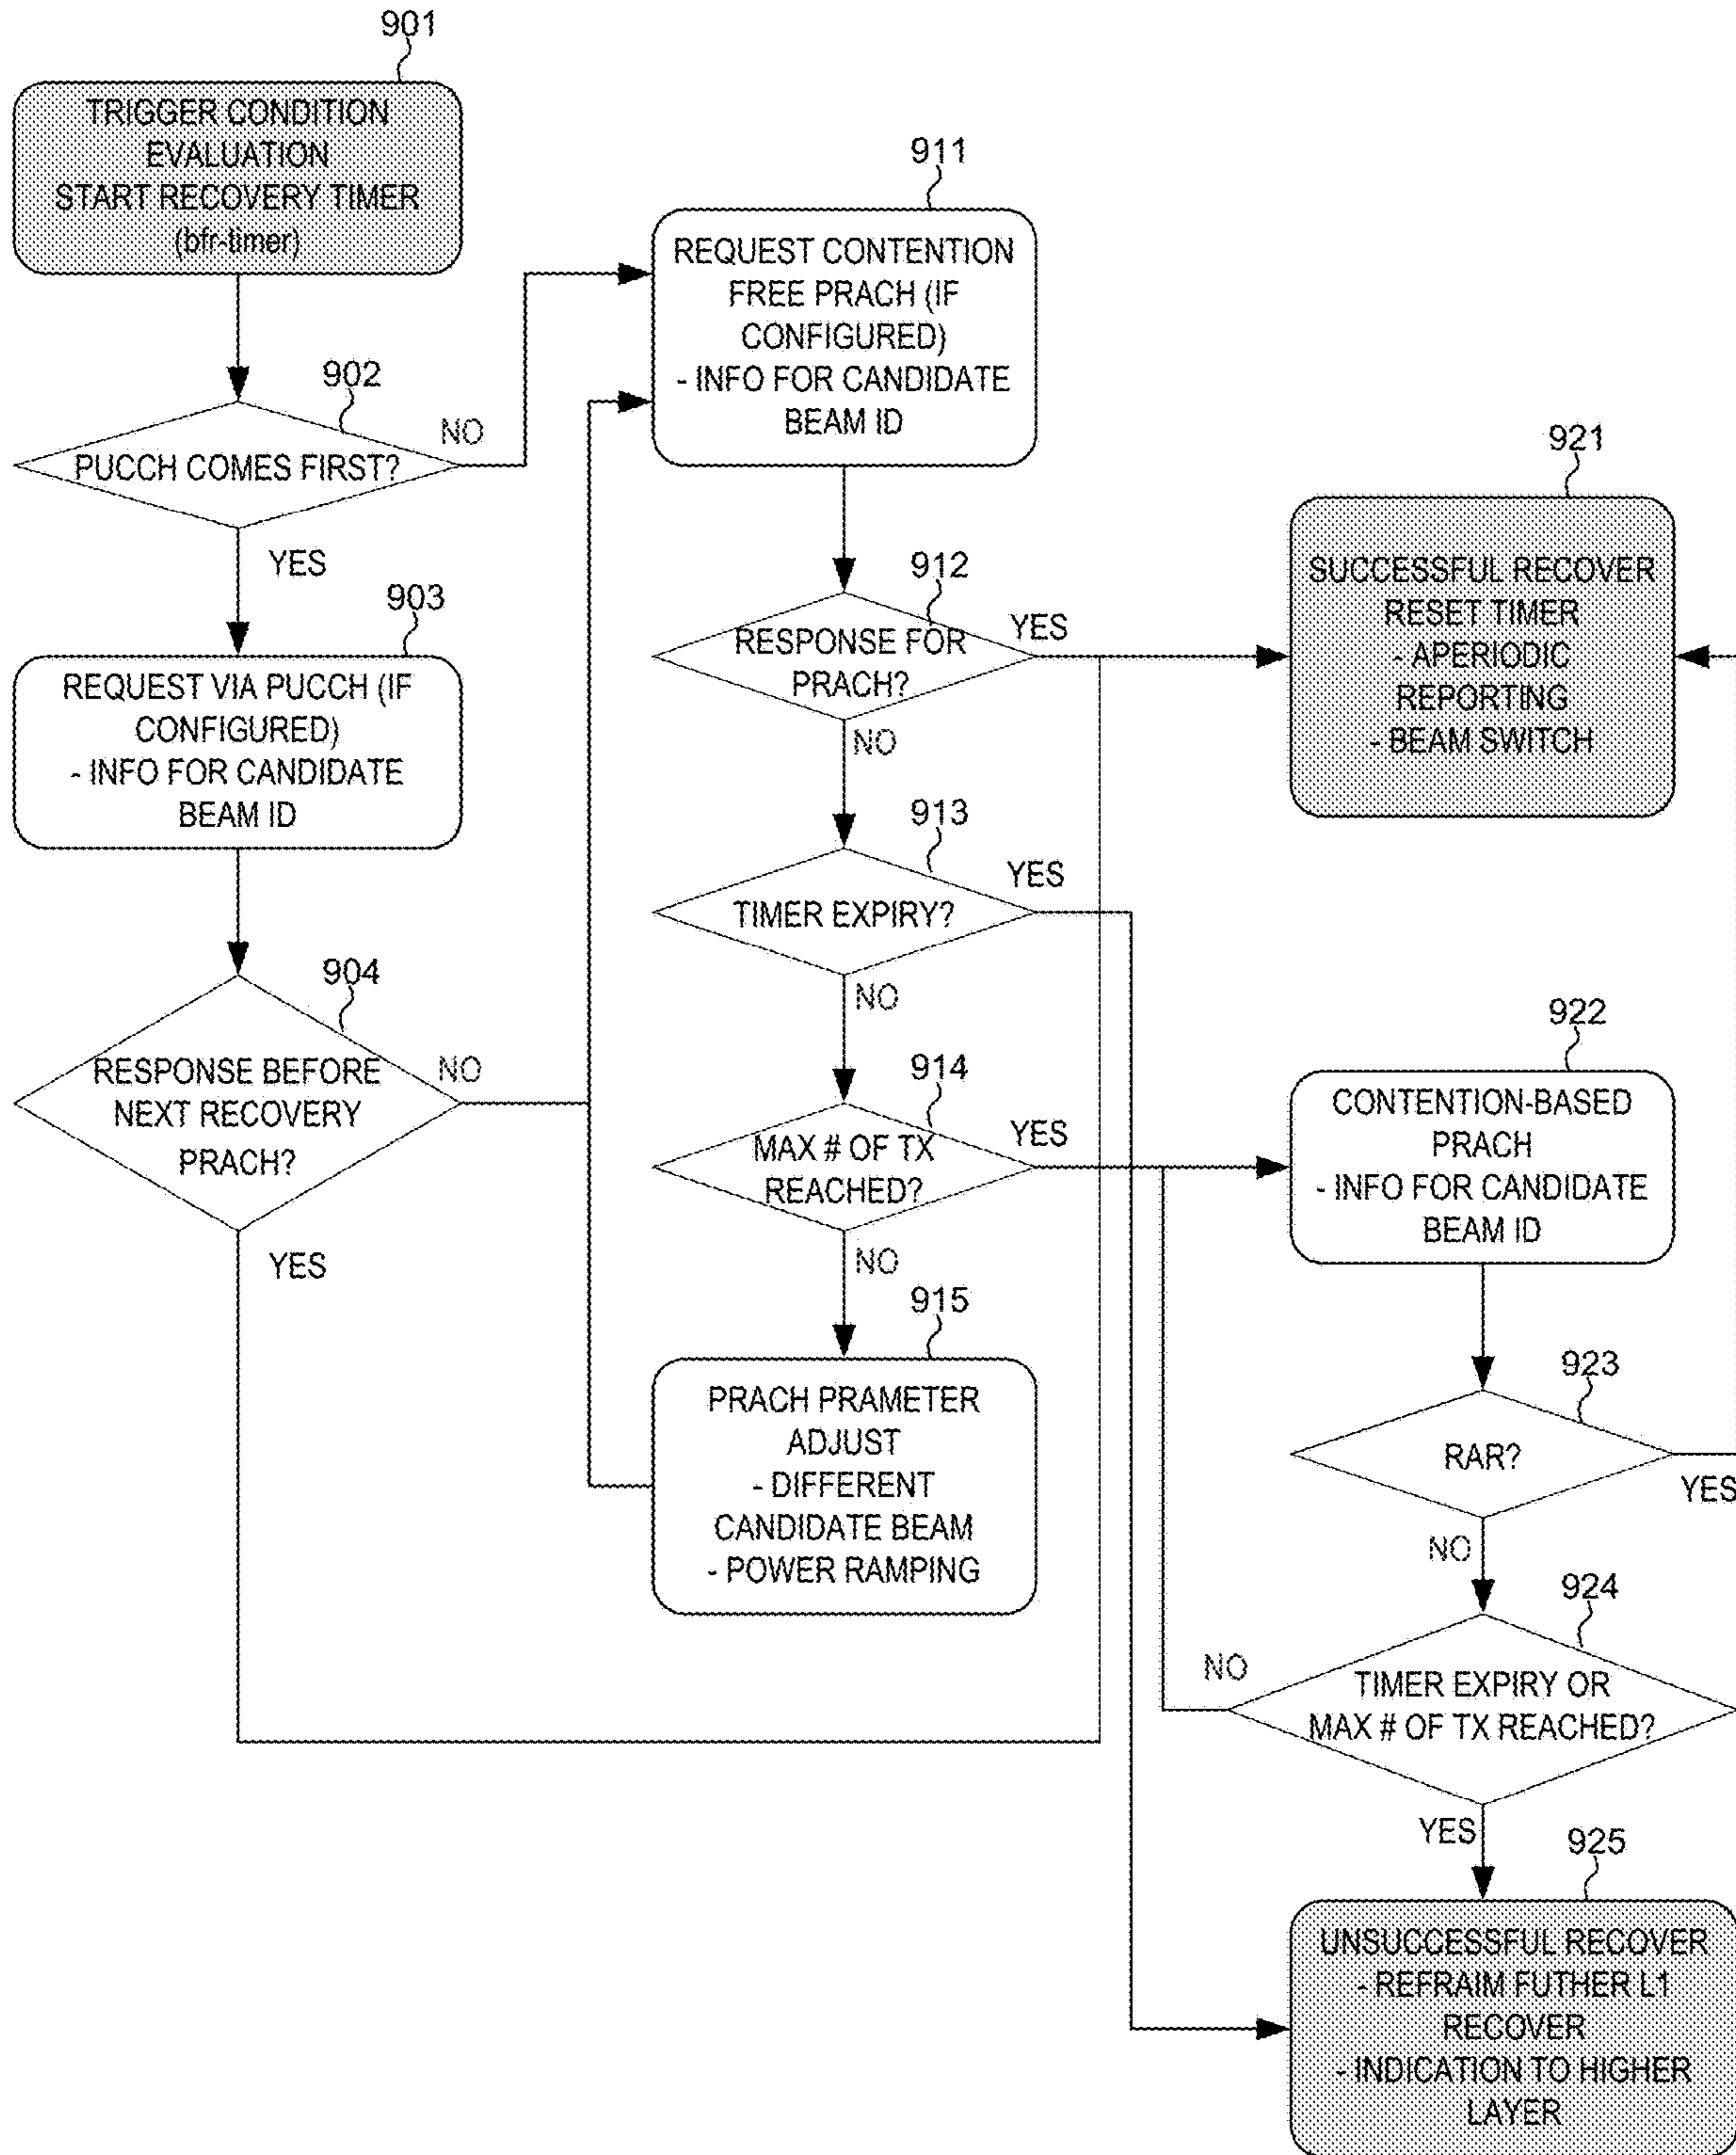 901
TRIGGER CONDITION
EVALUATION
START RECOVERY TIMER
(bfr-timer)
902
PUCCH COMES FIRST?
NO
YES
903
REQUEST VIA PUCCH (IF
CONFIGURED)
- INFO FOR CANDIDATE
BEAM ID
904
RESPONSE BEFORE
NEXT RECOVERY
PRACH?
NO
YES
911
REQUEST CONTENTION
FREE PRACH (IF
CONFIGURED)
- INFO FOR CANDIDATE
BEAM ID
912
RESPONSE FOR
PRACH?
YES
NO
913
TIMER EXPIRY?
YES
NO
914
MAX # OF TX
REACHED?
YES
NO
915
PRACH PRAMETER
ADJUST
- DIFFERENT
CANDIDATE BEAM
- POWER RAMPING
921
SUCCESSFUL RECOVER
RESET TIMER
- APERIODIC
REPORTING
- BEAM SWITCH
922
CONTENTION-BASED
PRACH
- INFO FOR CANDIDATE
BEAM ID
923
RAR?
YES
NO
924
TIMER EXPIRY OR
MAX # OF TX REACHED?
NO
YES
925
UNSUCCESSFUL RECOVER
- REFRAIM FUTHER L1
RECOVER
- INDICATION TO HIGHER
LAYER